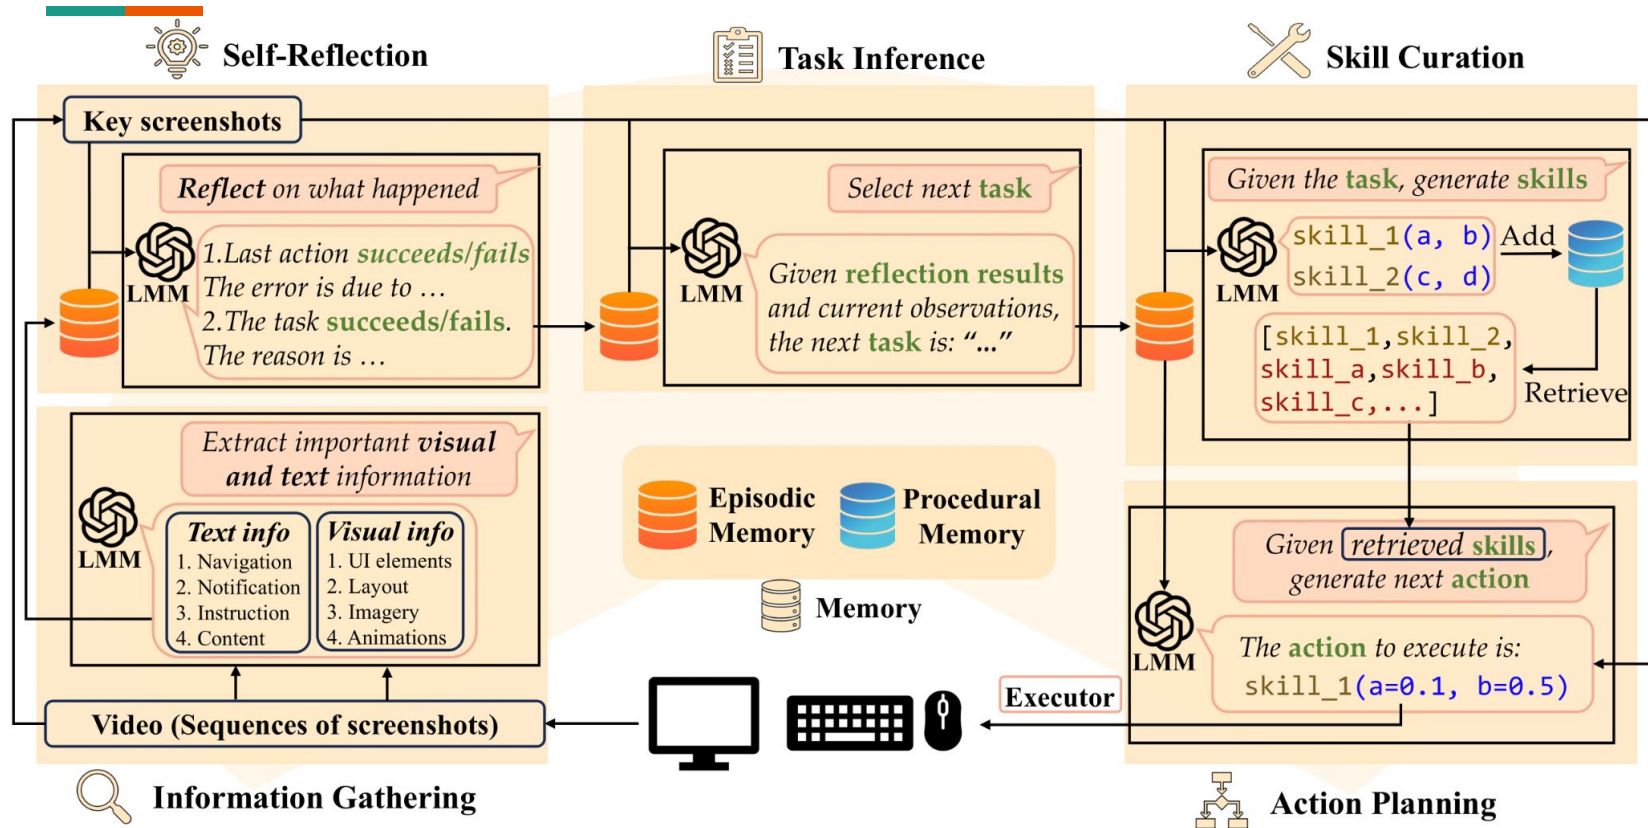 Self-Reflection
Key screenshots
Reflect on what happened
LMM
1.Last action succeeds/fails
The error is due to …
2.The task succeeds/fails.
The reason is …
Task Inference
Select next task
LMM
Given reflection results
and current observations,
the next task is: “...”
Skill Curation
Given the task, generate skills
LMM
skill_1(a, b)
skill_2(c, d)
Add
[skill_1,skill_2,
skill_a,skill_b,
skill_c,...]
Retrieve
Extract important visual
and text information
LMM
Text info
1. Navigation
2. Notification
3. Instruction
4. Content
Visual info
1. UI elements
2. Layout
3. Imagery
4. Animations
Video (Sequences of screenshots)
Information Gathering
Episodic
Memory
Procedural
Memory
Memory
Executor
Given retrieved skills,
generate next action
LMM
The action to execute is:
skill_1(a=0.1, b=0.5)
Action Planning